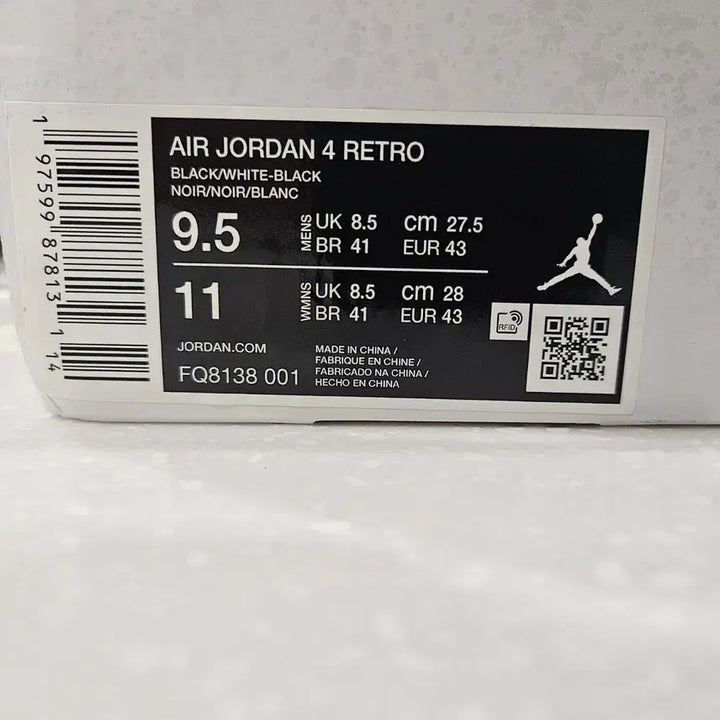 1 97599 87813 1 14
AIR JORDAN 4 RETRO
BLACK/WHITE-BLACK
NOIR/NOIR/BLANC
9.5
MENS
UK 8.5 cm 27.5
BR 41 EUR 43
11
WMNS
UK 8.5 cm 28
BR 41 EUR 43
RFID
JORDAN.COM
FQ8138 001
MADE IN CHINA /
FABRIQUE EN CHINE /
FABRICADO NA CHINA /
HECHO EN CHINA